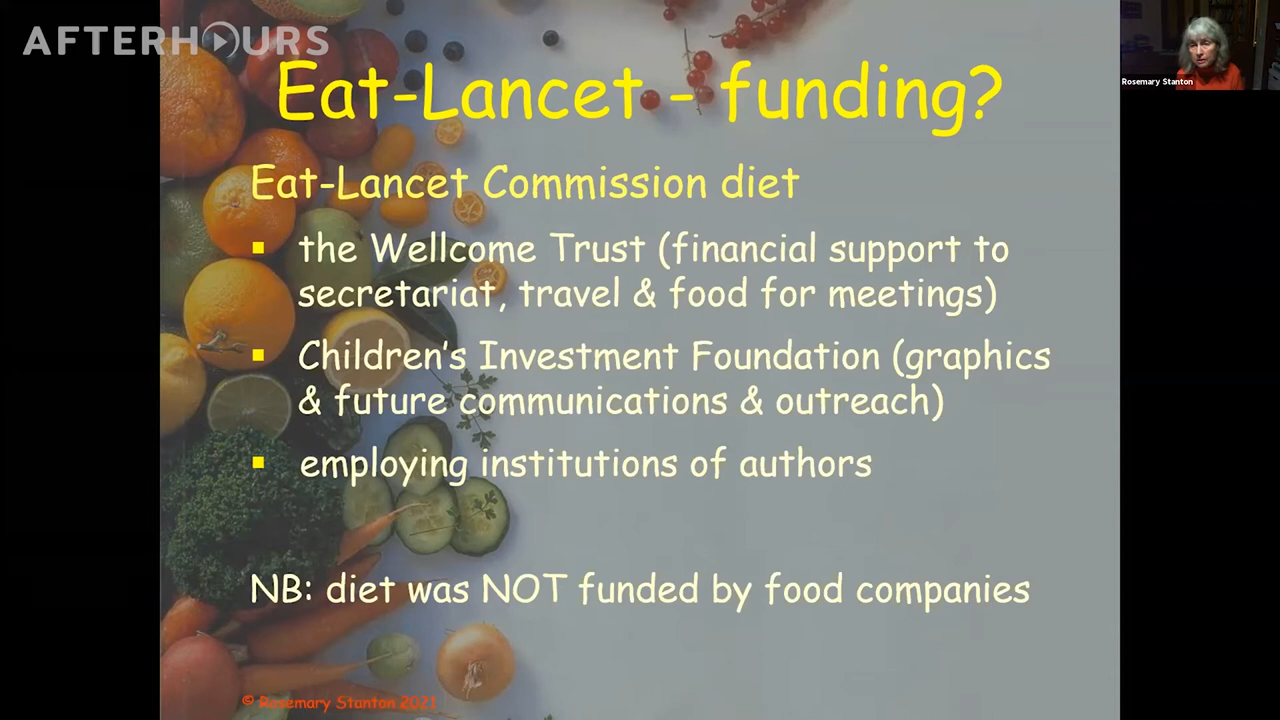 AFTERHOURS
Eat-Lancet - funding?
Rosemary Stanton
Eat-Lancet Commission diet
▪ the Wellcome Trust (financial support to
secretariat, travel & food for meetings)
▪ Children's Investment Foundation (graphics
& future communications & outreach)
▪ employing institutions of authors
NB: diet was NOT funded by food companies
© Rosemary Stanton 2021